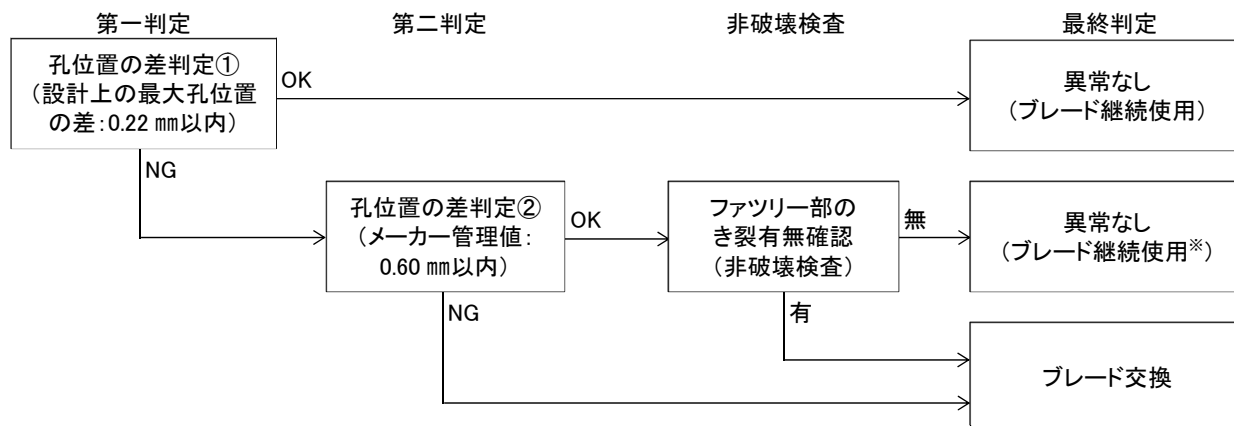 第一判定
第二判定
非破壊検査
最終判定
孔位置の差判定①
(設計上の最大孔位置
の差:0.22 ㎜以内)
OK
異常なし
(ブレード継続使用)
NG
孔位置の差判定②
(メーカー管理値:
0.60 ㎜以内)
OK
ファツリー部の
き裂有無確認
(非破壊検査)
無
異常なし
(ブレード継続使用※)
NG
有
ブレード交換